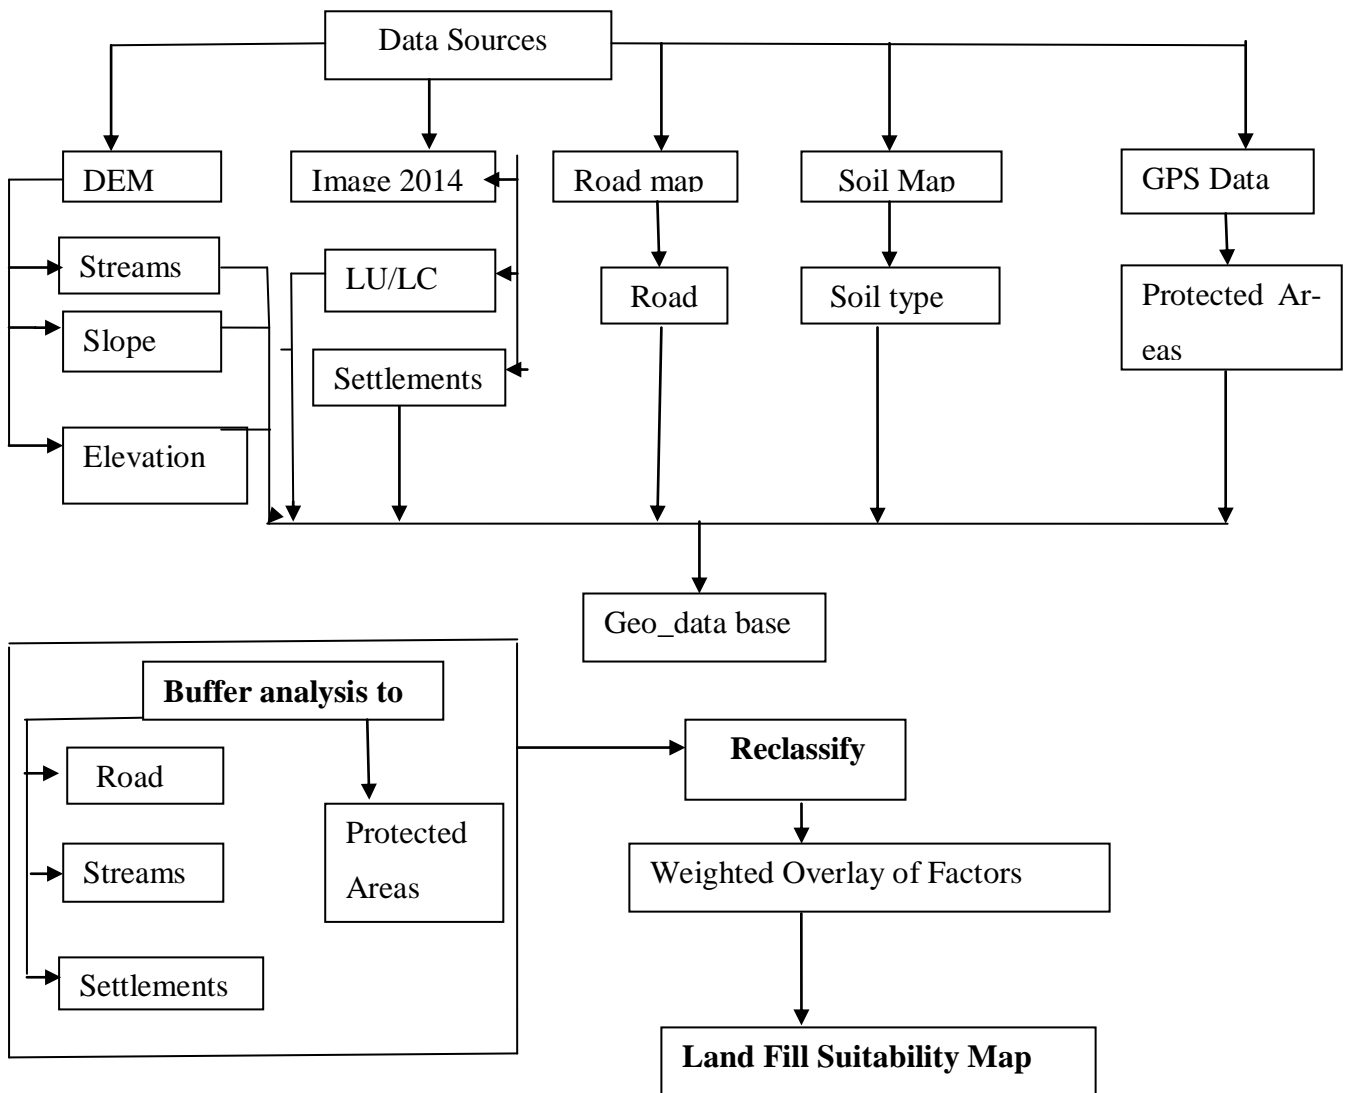 Data Sources
DEM
Image 2014
Road map
Soil Map
GPS Data
Streams
LU/LC
Road
Soil type
Protected Ar-
eas
Slope
Settlements
Elevation
Geo_data base
Buffer analysis to
Road
Streams
Settlements
Protected
Areas
Reclassify
Weighted Overlay of Factors
Land Fill Suitability Map